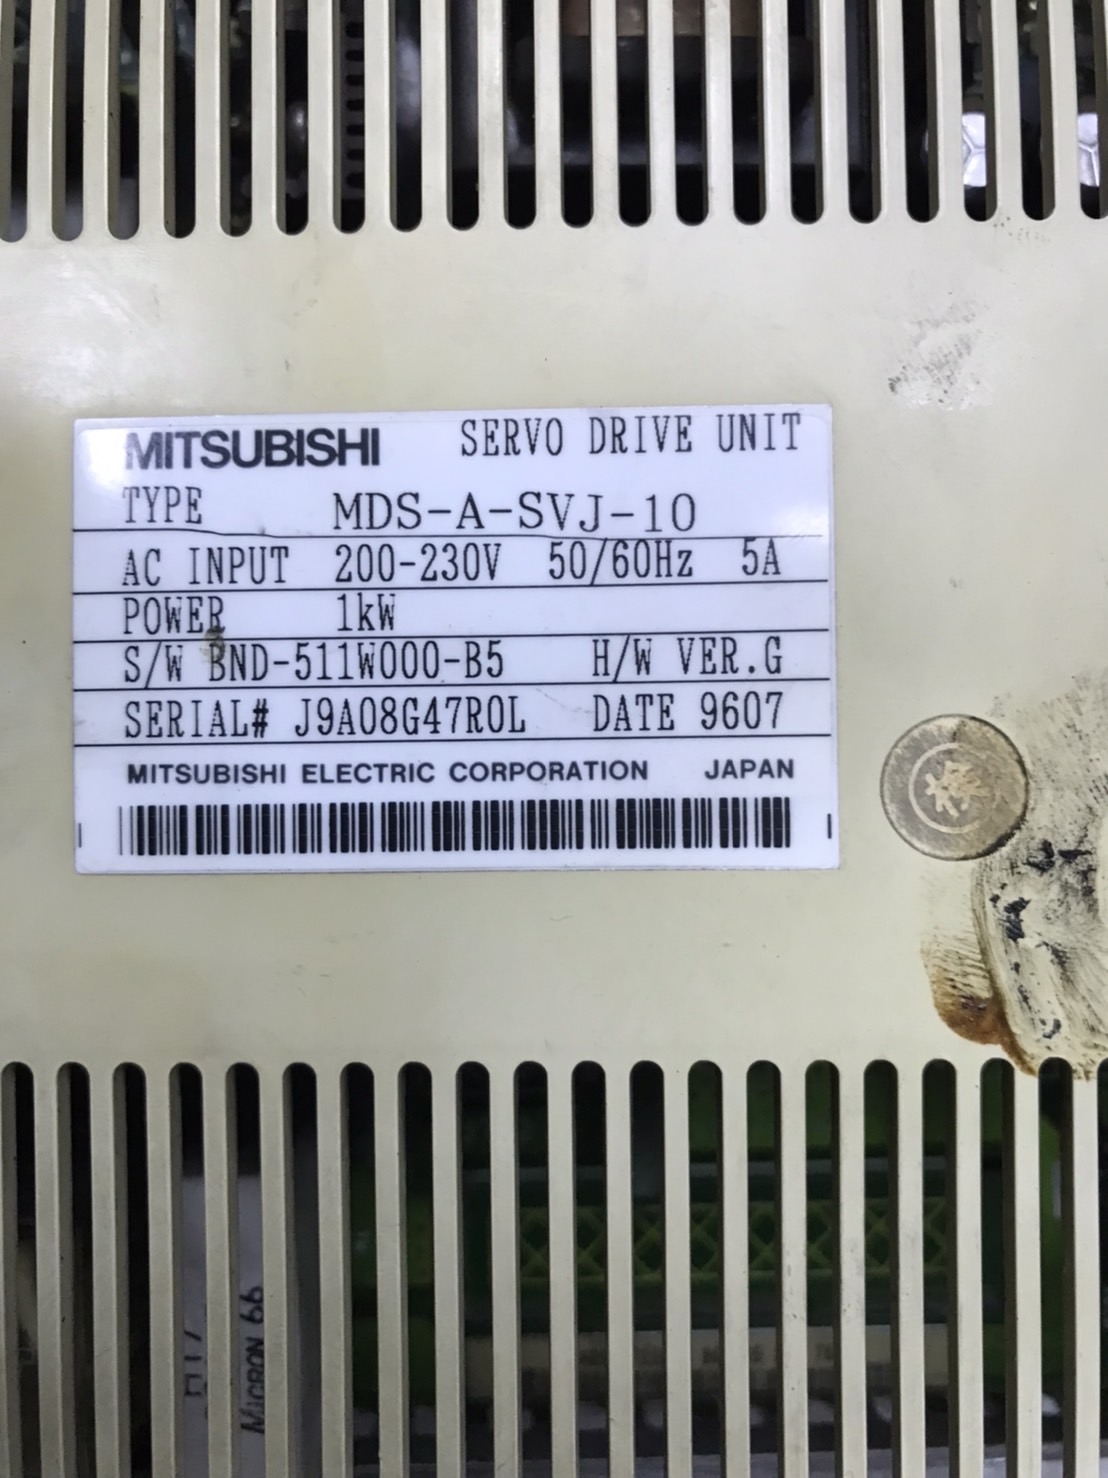 MITSUBISHI SERVO DRIVE UNIT
TYPE MDS-A-SVJ-10
AC INPUT 200-230V 50/60Hz 5A
POWER 1kW
S/W BND-511W000-B5 H/W VER.G
SERIAL# J9A08G47R0L DATE 9607
MITSUBISHI ELECTRIC CORPORATION JAPAN
MICRON 66